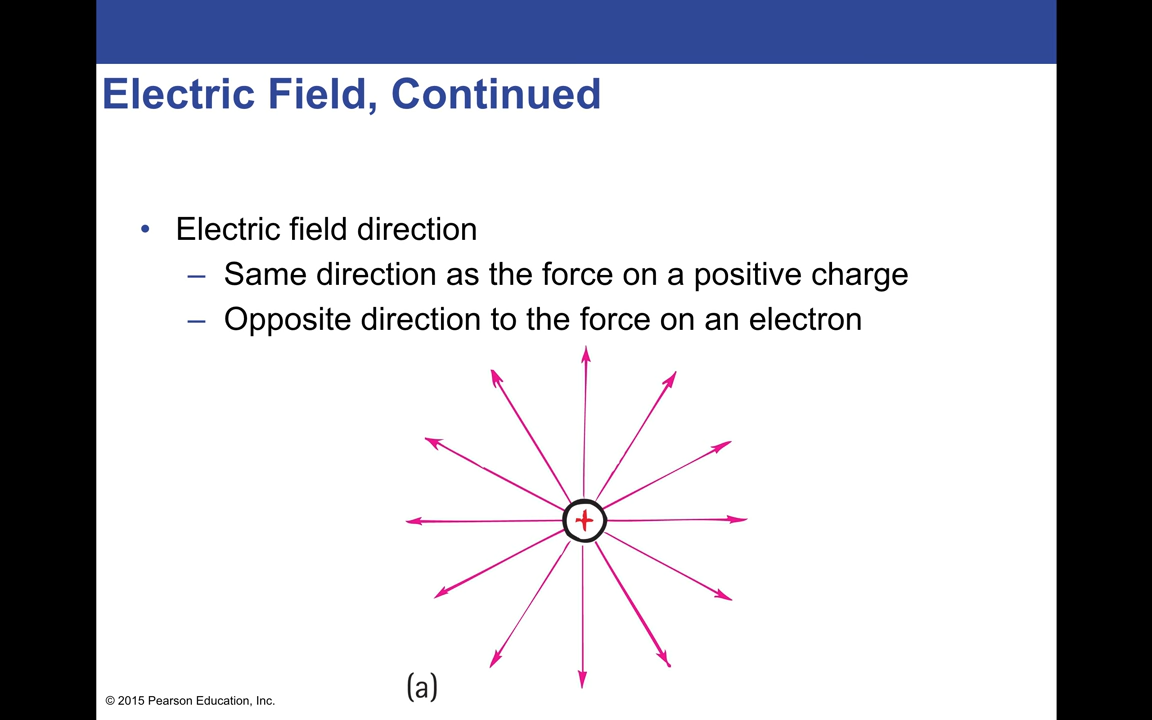 Electric Field, Continued
• Electric field direction
– Same direction as the force on a positive charge
– Opposite direction to the force on an electron
+
(a)
© 2015 Pearson Education, Inc.